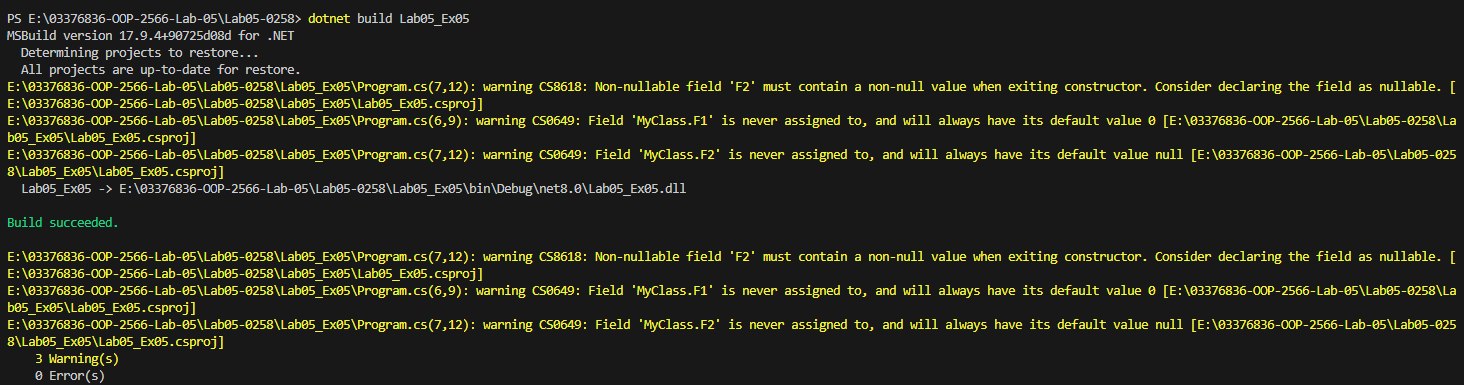 PS E:\03376836-OOP-2566-Lab-05\Lab05-0258> dotnet build Lab05_Ex05
MSBuild version 17.9.4+90725d08d for .NET
  Determining projects to restore...
  All projects are up-to-date for restore.
E:\03376836-OOP-2566-Lab-05\Lab05-0258\Lab05_Ex05\Program.cs(7,12): warning CS8618: Non-nullable field 'F2' must contain a non-null value when exiting constructor. Consider declaring the field as nullable. [
E:\03376836-OOP-2566-Lab-05\Lab05-0258\Lab05_Ex05\Lab05_Ex05.csproj]
E:\03376836-OOP-2566-Lab-05\Lab05-0258\Lab05_Ex05\Program.cs(6,9): warning CS0649: Field 'MyClass.F1' is never assigned to, and will always have its default value 0 [E:\03376836-OOP-2566-Lab-05\Lab05-0258\La
b05_Ex05\Lab05_Ex05.csproj]
E:\03376836-OOP-2566-Lab-05\Lab05-0258\Lab05_Ex05\Program.cs(7,12): warning CS0649: Field 'MyClass.F2' is never assigned to, and will always have its default value null [E:\03376836-OOP-2566-Lab-05\Lab05-025
8\Lab05_Ex05\Lab05_Ex05.csproj]
  Lab05_Ex05 -> E:\03376836-OOP-2566-Lab-05\Lab05-0258\Lab05_Ex05\bin\Debug\net8.0\Lab05_Ex05.dll
Build succeeded.
E:\03376836-OOP-2566-Lab-05\Lab05-0258\Lab05_Ex05\Program.cs(7,12): warning CS8618: Non-nullable field 'F2' must contain a non-null value when exiting constructor. Consider declaring the field as nullable. [
E:\03376836-OOP-2566-Lab-05\Lab05-0258\Lab05_Ex05\Lab05_Ex05.csproj]
E:\03376836-OOP-2566-Lab-05\Lab05-0258\Lab05_Ex05\Program.cs(6,9): warning CS0649: Field 'MyClass.F1' is never assigned to, and will always have its default value 0 [E:\03376836-OOP-2566-Lab-05\Lab05-0258\La
b05_Ex05\Lab05_Ex05.csproj]
E:\03376836-OOP-2566-Lab-05\Lab05-0258\Lab05_Ex05\Program.cs(7,12): warning CS0649: Field 'MyClass.F2' is never assigned to, and will always have its default value null [E:\03376836-OOP-2566-Lab-05\Lab05-025
8\Lab05_Ex05\Lab05_Ex05.csproj]
    3 Warning(s)
    0 Error(s)